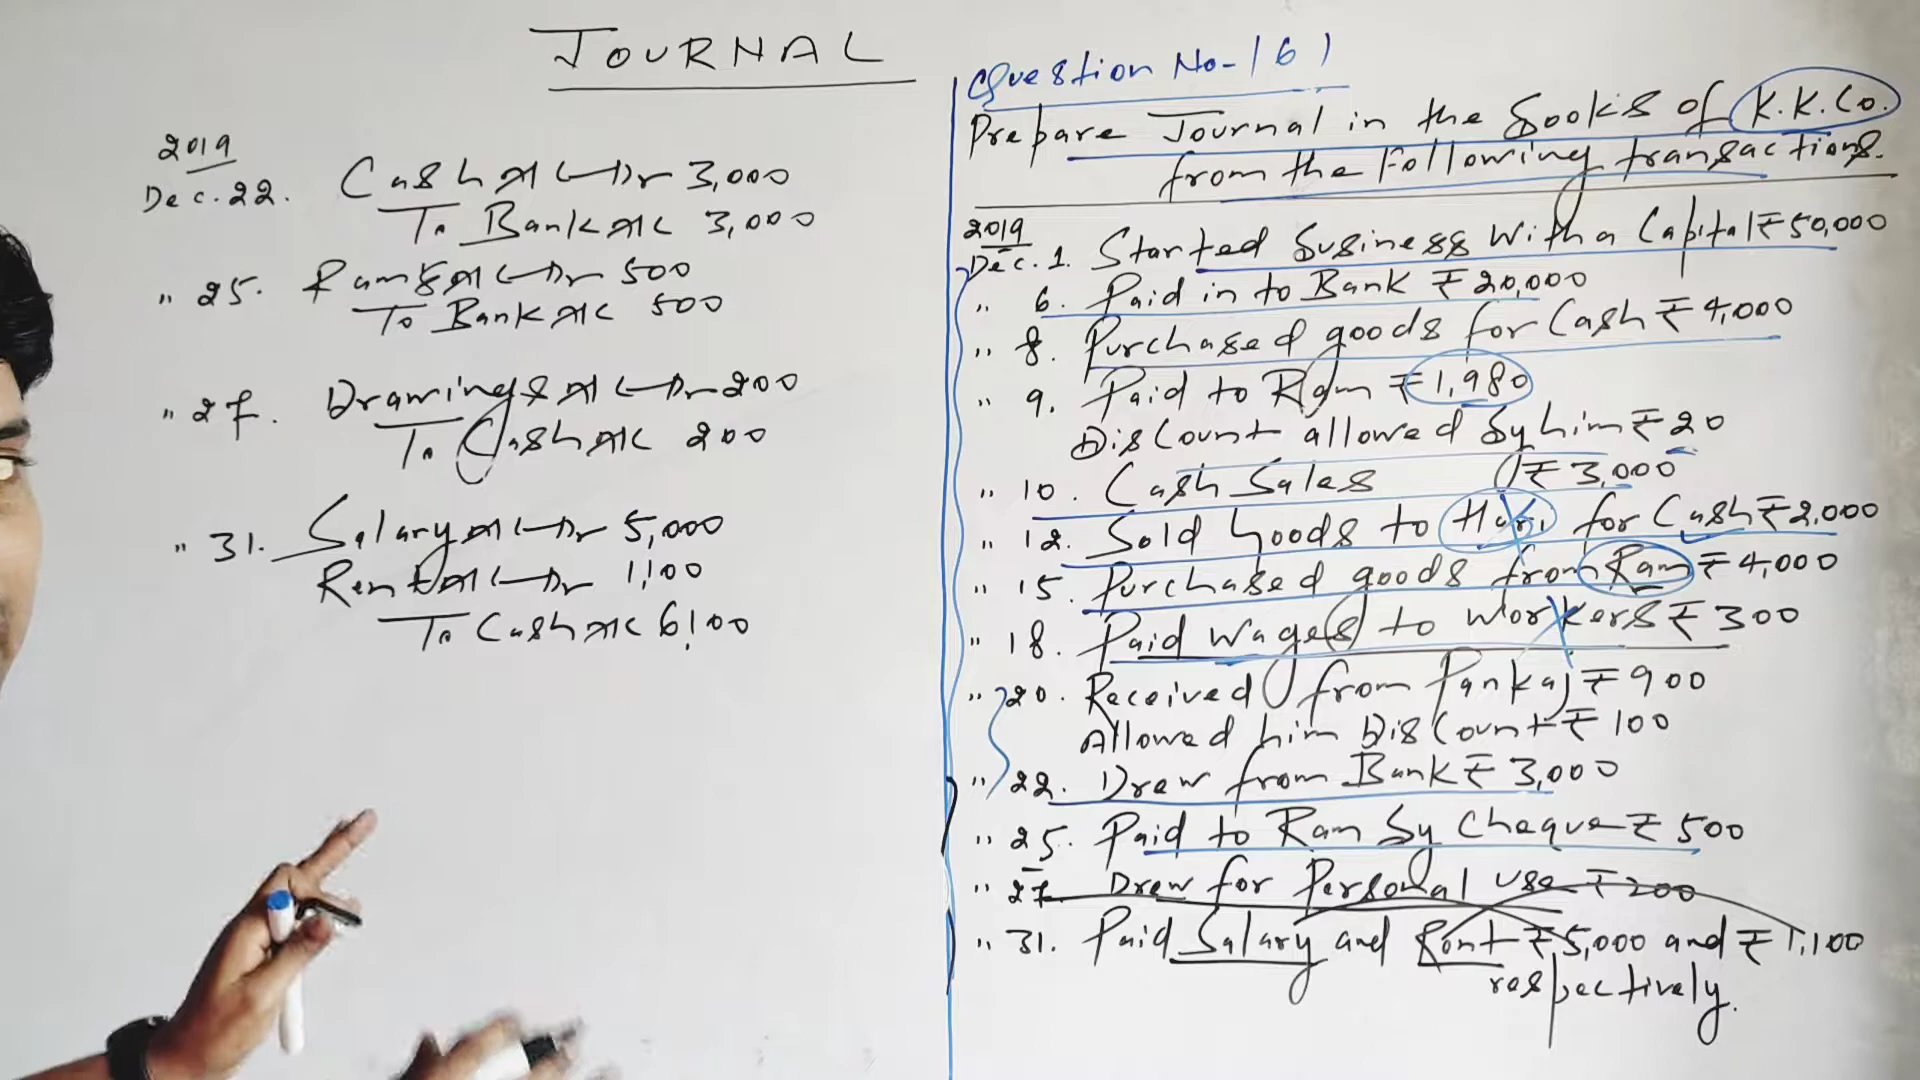 JOURNAL
2019
Dec. 22. Cash A/c Dr 3,000
To Bank A/c 3,000
" 25. Ram's A/c Dr 500
To Bank A/c 500
" 27. Drawings A/c Dr 200
To Cash A/c 200
" 31. Salary A/c Dr 5,000
Rent A/c Dr 1,100
To Cash A/c 6,100
Question No-161
Prepare Journal in the books of K.K.Co.
from the Following transactions.
2019
Dec. 1. Started business with a Capital ₹50,000
" 6. Paid in to Bank ₹20,000
" 8. Purchased goods for Cash ₹4,000
" 9. Paid to Ram ₹1,980
Discount allowed by him ₹20
" 10. Cash Sales ₹3,000
" 12. Sold goods to Hari, for Cash ₹2,000
" 15. Purchased goods from Ram ₹4,000
" 18. Paid wages to workers ₹300
" 20. Received from Pankaj ₹900
Allowed him Discount ₹100
" 22. Drew from Bank ₹3,000
" 25. Paid to Ram by Cheque ₹500
" 27. Drew for Personal use ₹200
" 31. Paid Salary and Rent ₹5,000 and ₹1,100
respectively.